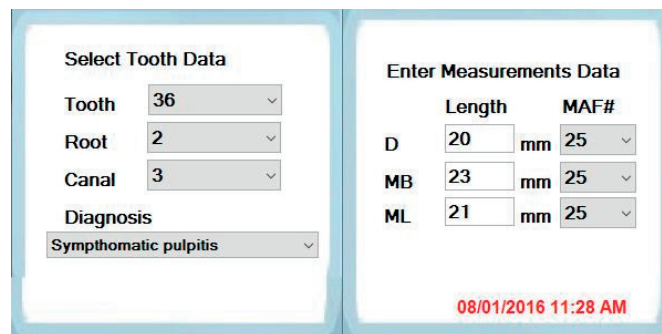 Select Tooth Data
Tooth 36
Root 2
Canal 3
Diagnosis
Sympthomatic pulpitis
Enter Measurements Data
Length MAF#
D 20 mm 25
MB 23 mm 25
ML 21 mm 25
08/01/2016 11:28 AM